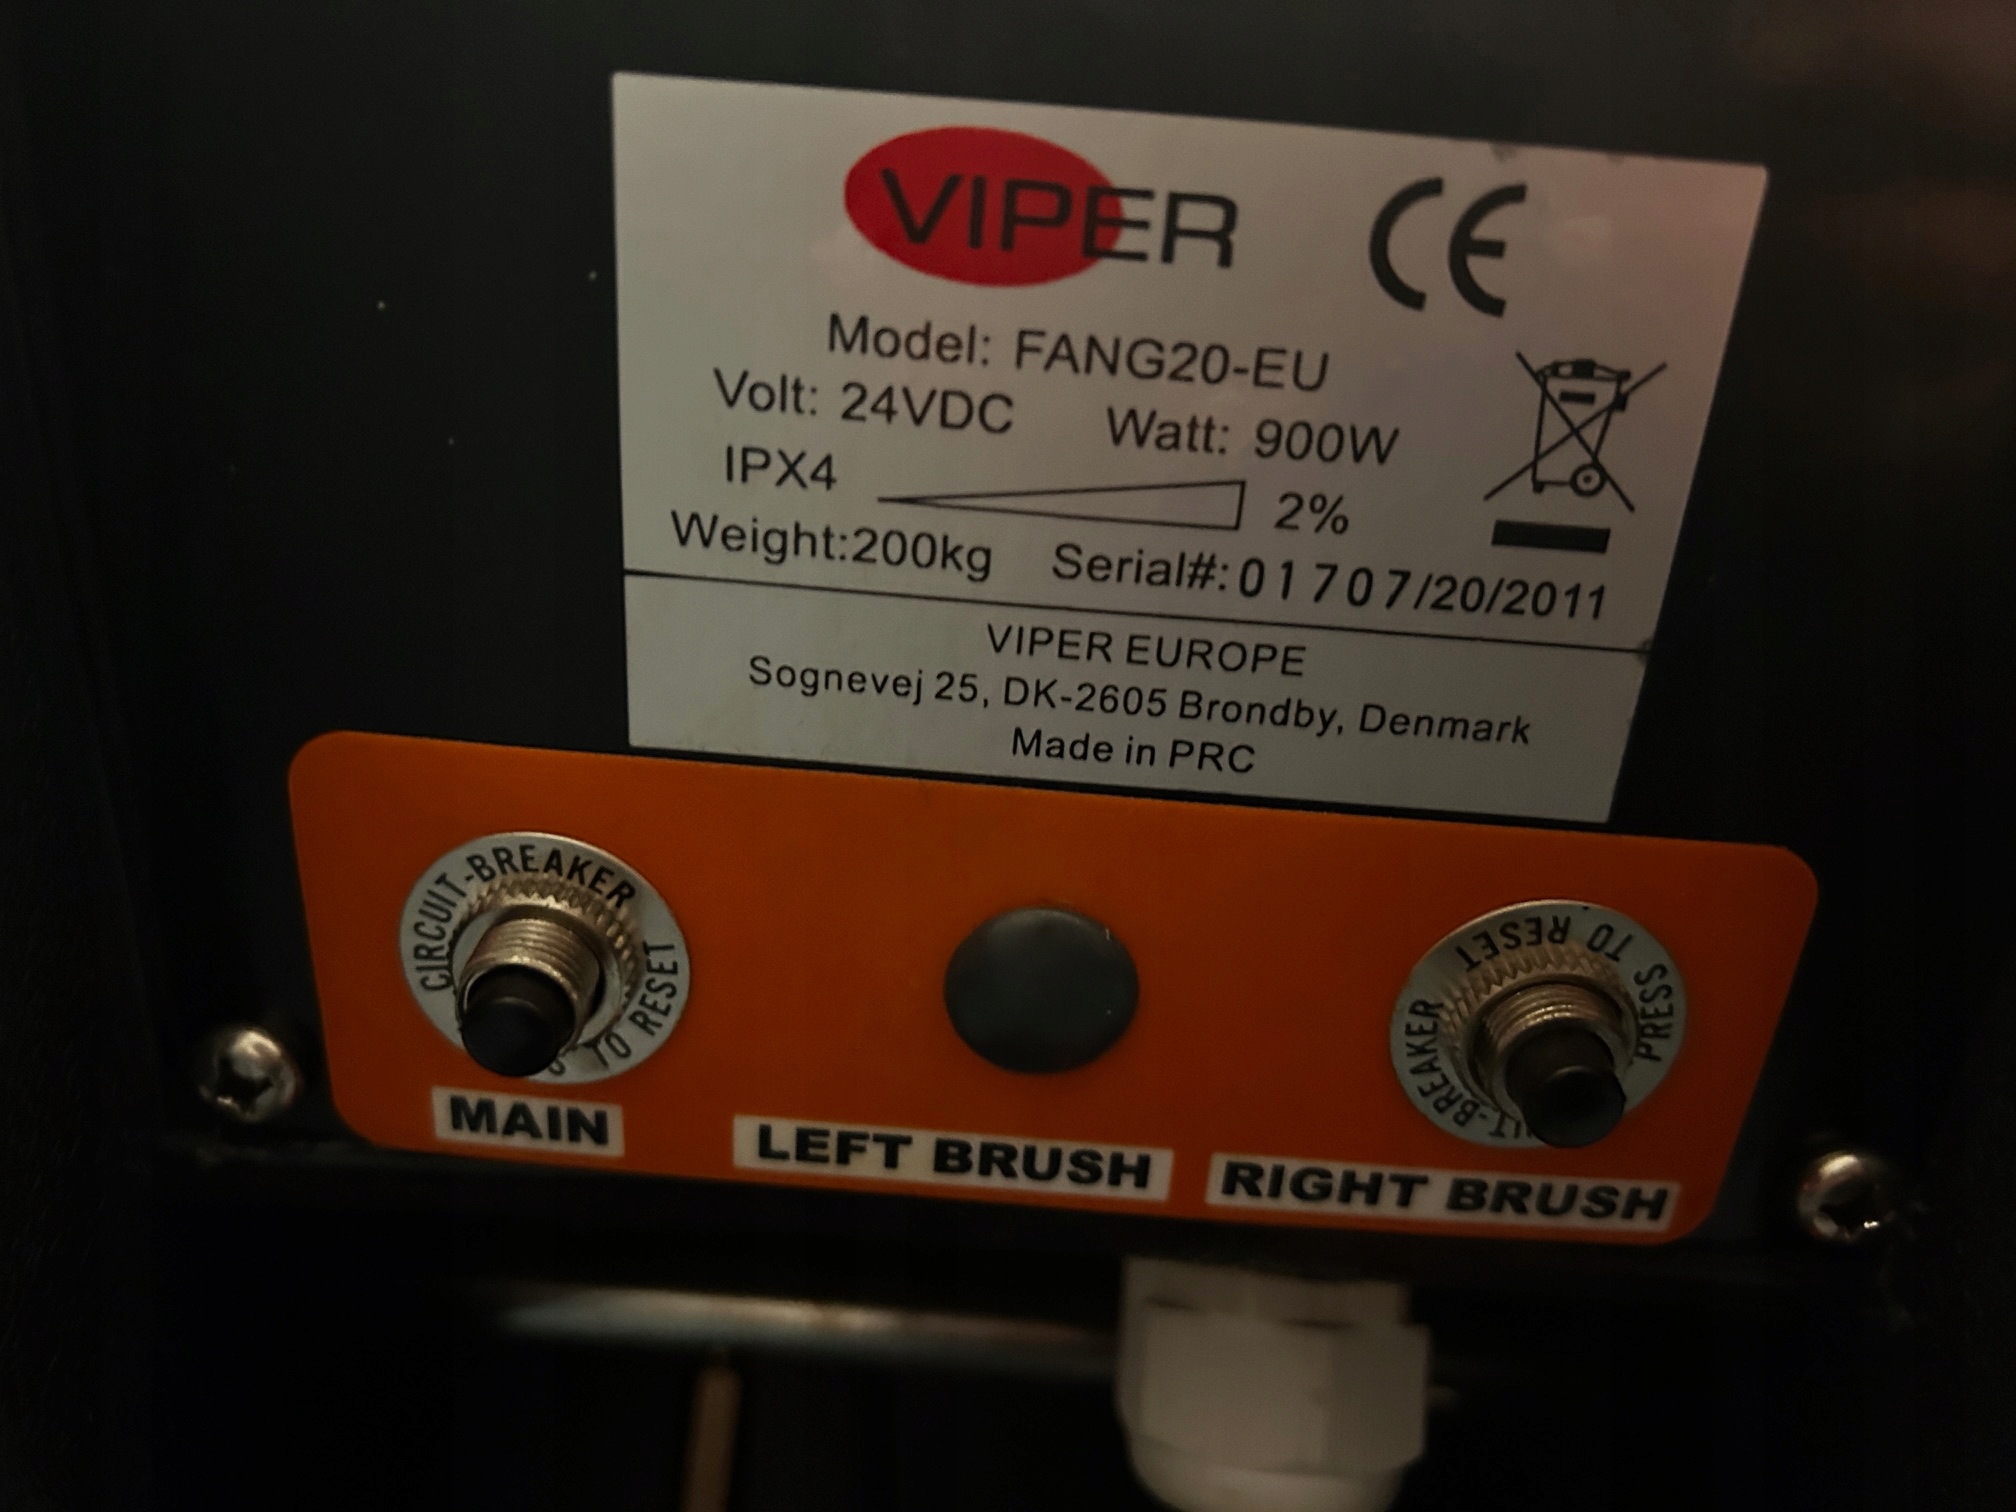 VIPER CE
Model: FANG20-EU
Volt: 24VDC Watt: 900W
IPX4 2%
Weight:200kg Serial#:01707/20/2011
VIPER EUROPE
Sognevej 25, DK-2605 Brondby, Denmark
Made in PRC
CIRCUIT-BREAKER
TO RESET
PRESS TO RESET
BREAKER
MAIN
LEFT BRUSH
RIGHT BRUSH